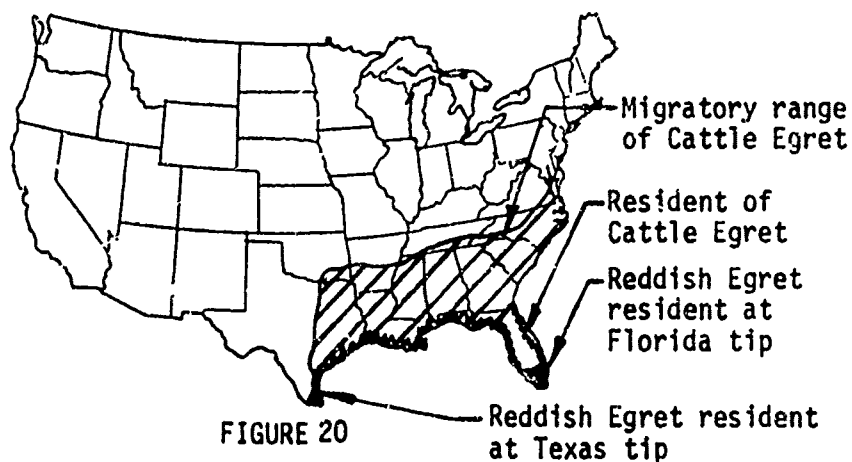 Migratory range
of Cattle Egret
Resident of
Cattle Egret
Reddish Egret
resident at
Florida tip
Reddish Egret resident
at Texas tip
FIGURE 20